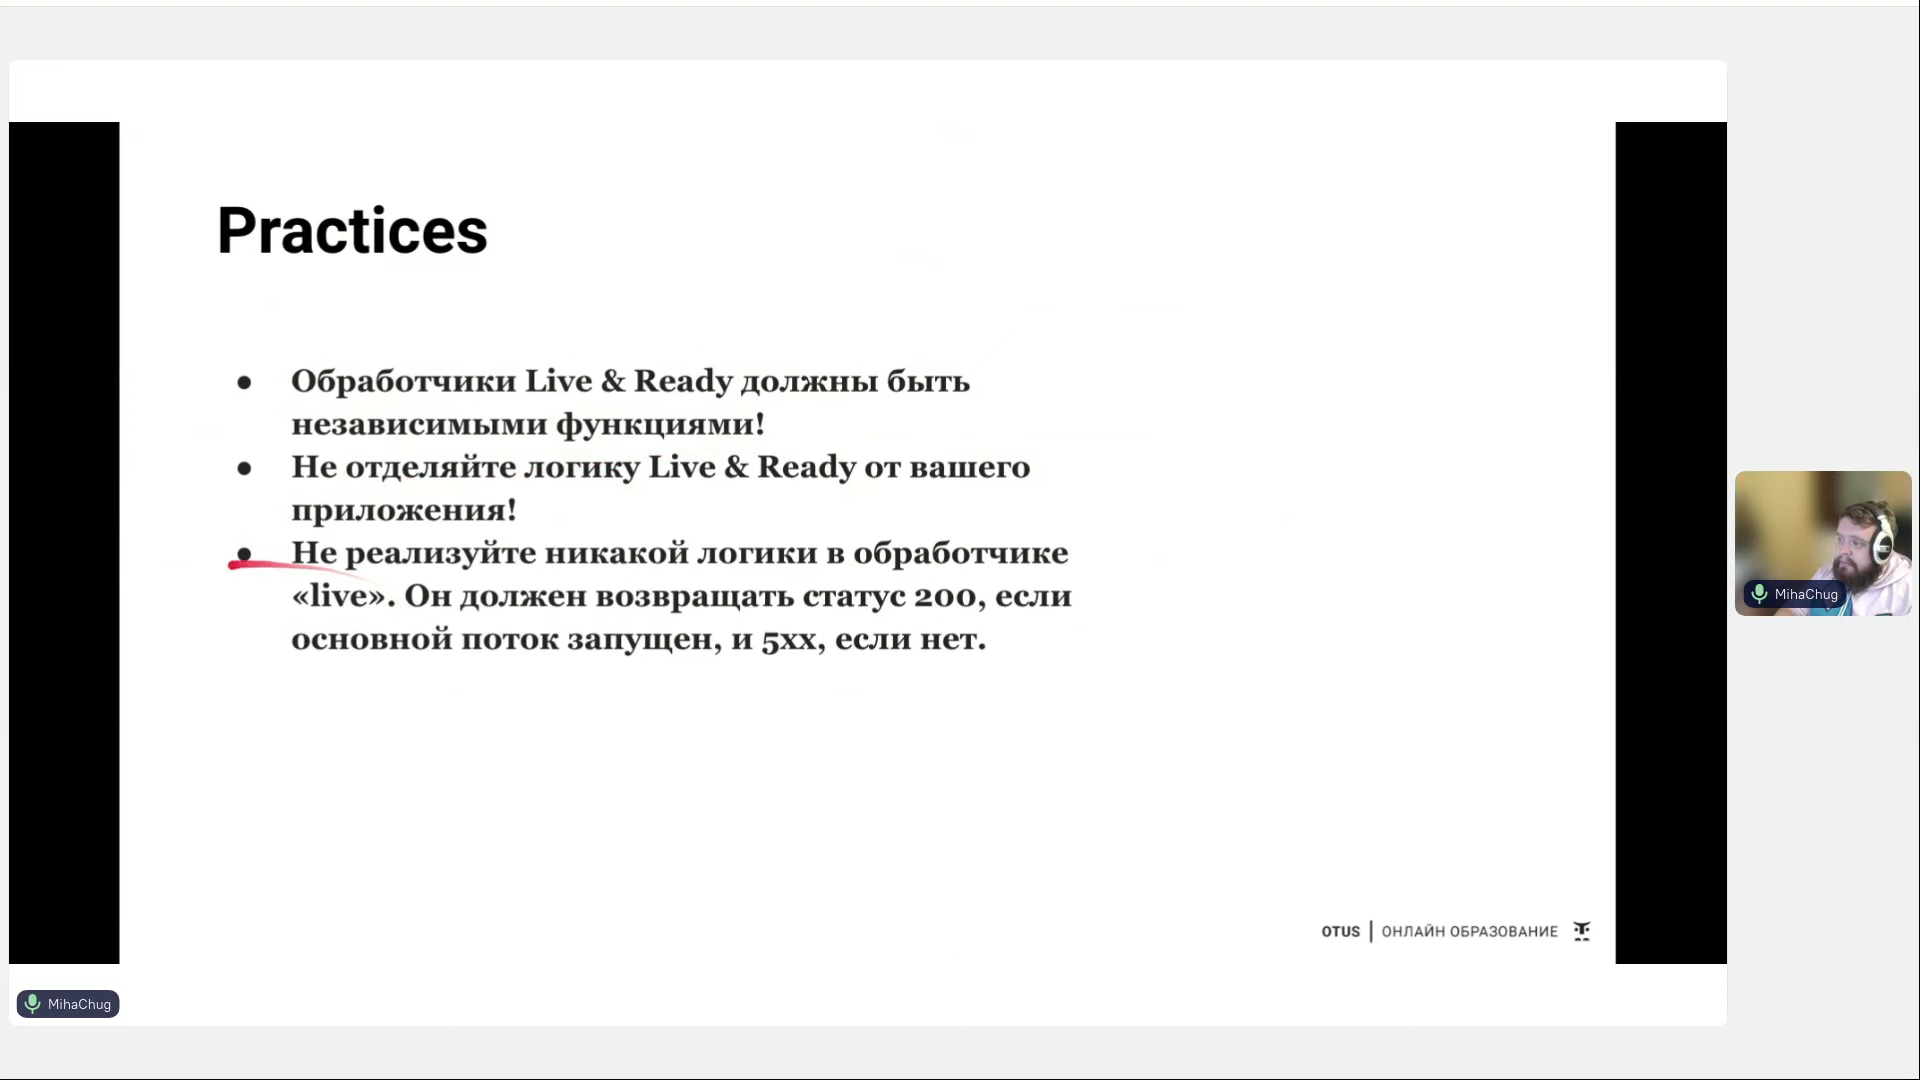 Practices
● Обработчики Live & Ready должны быть
независимыми функциями!
● Не отделяйте логику Live & Ready от вашего
приложения!
● Не реализуйте никакой логики в обработчике
«live». Он должен возвращать статус 200, если
основной поток запущен, и 5xx, если нет.
MihaChug
OTUS | ОНЛАЙН ОБРАЗОВАНИЕ
MihaChug